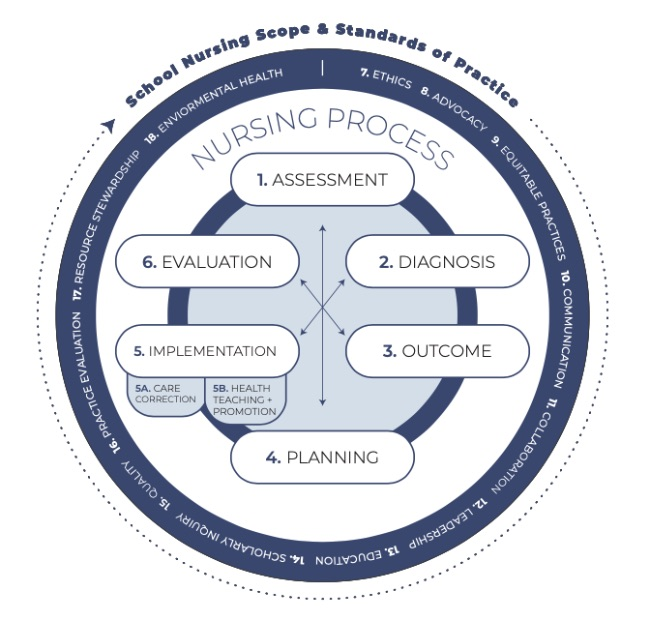 School Nursing Scope & Standards of Practice
7. ETHICS
8. ADVOCACY
9. EQUITABLE PRACTICES
10. COMMUNICATION
11. COLLABORATION
12. LEADERSHIP
13. EDUCATION
14. SCHOLARLY INQUIRY
15. QUALITY
16. PRACTICE EVALUATION
17. RESOURCE STEWARDSHIP
18. ENVIORMENTAL HEALTH
NURSING PROCESS
1. ASSESSMENT
2. DIAGNOSIS
3. OUTCOME
4. PLANNING
5. IMPLEMENTATION
5A. CARE
CORRECTION
5B. HEALTH
TEACHING +
PROMOTION
6. EVALUATION